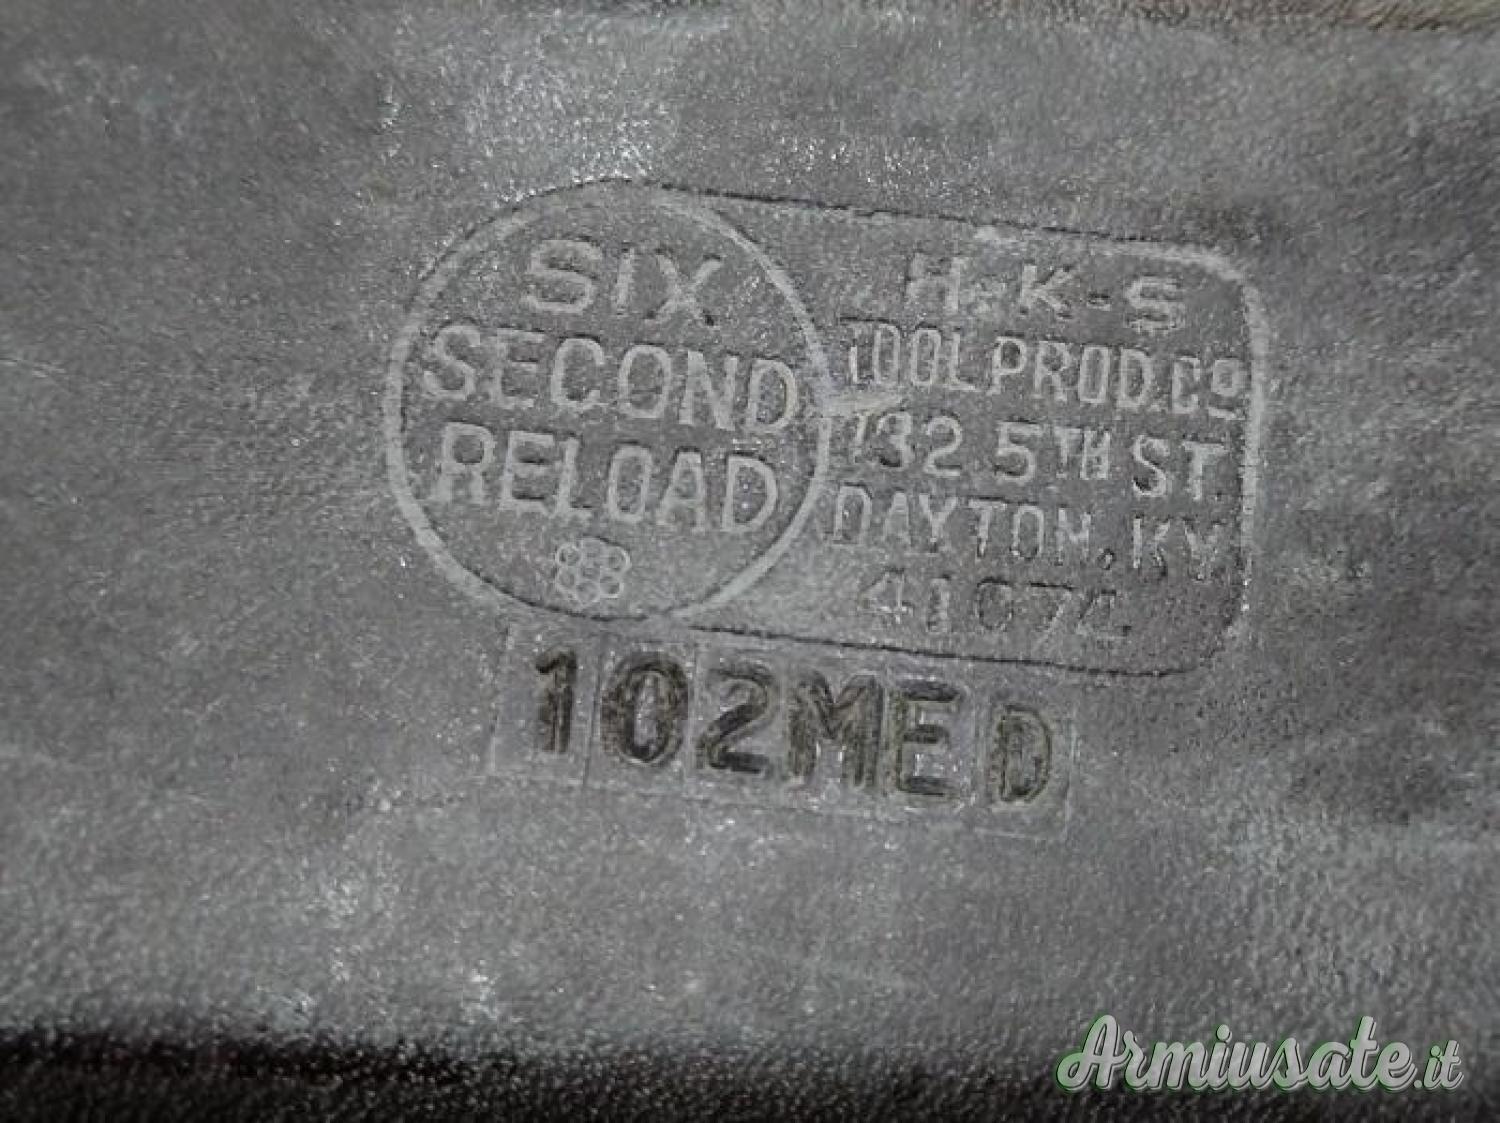 SIX
SECOND
RELOAD
H-K-S
TOOL PROD. CO
132 5TH ST.
DAYTON, KY
41074
102MED
Armiusate.it